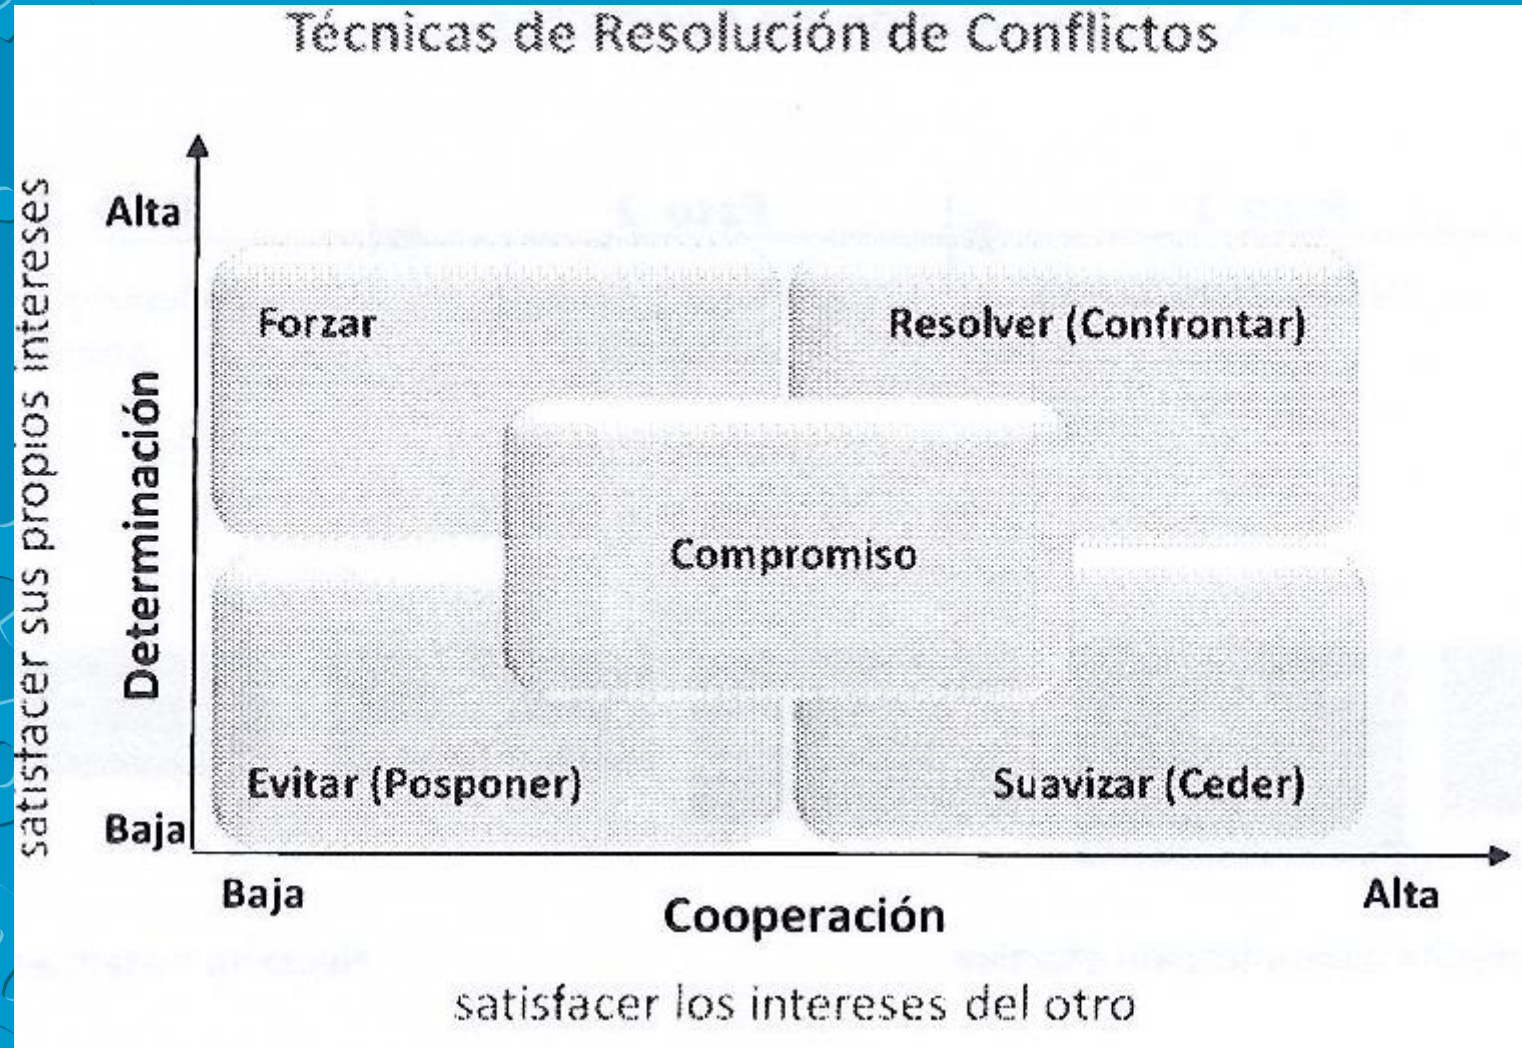 Técnicas de Resolución de Conflictos
satisfacer sus propios intereses
Determinación
Alta
Forzar
Resolver (Confrontar)
Compromiso
Evitar (Posponer)
Suavizar (Ceder)
Baja
Baja
Alta
Cooperación
satisfacer los intereses del otro